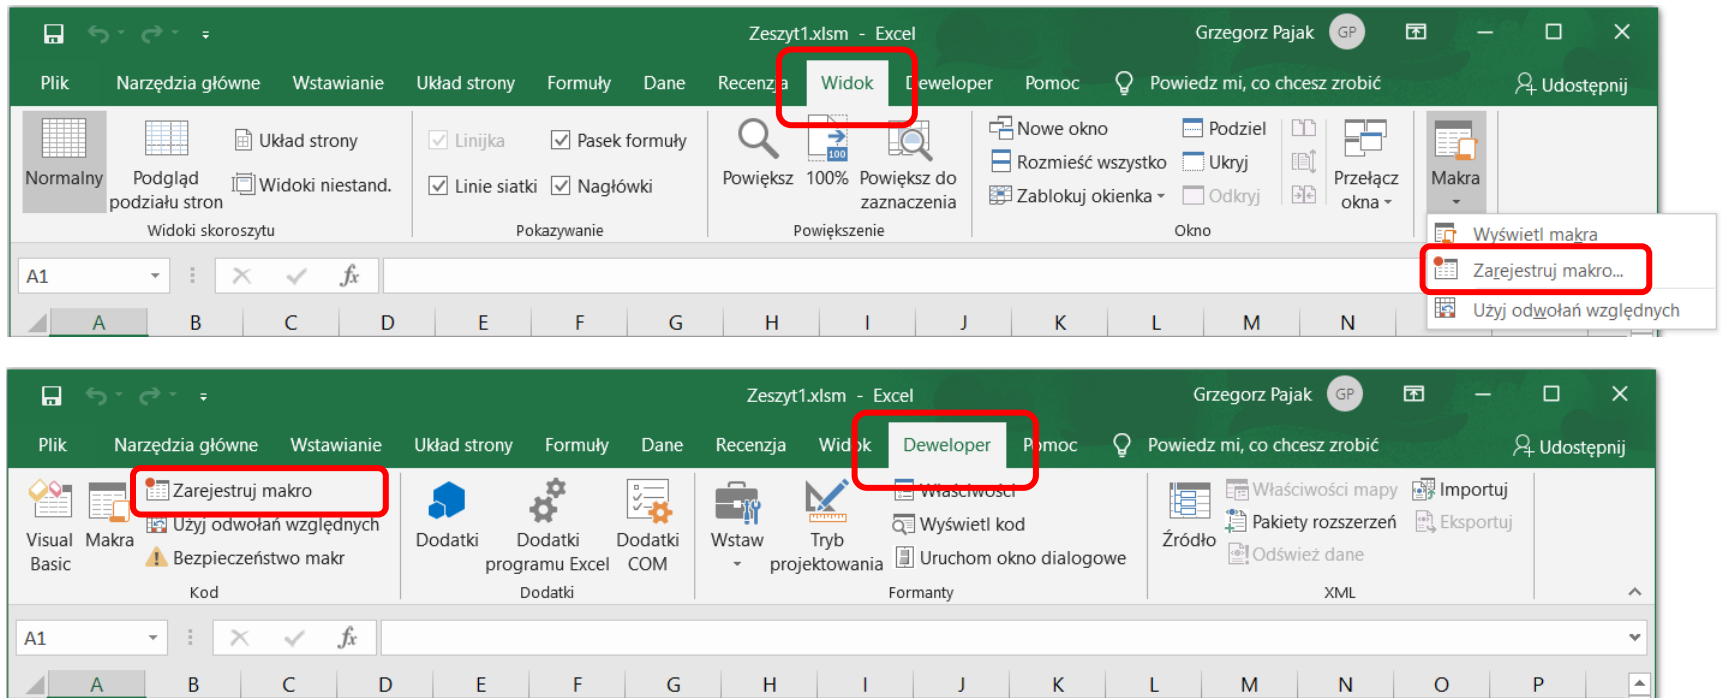 Zeszyt1.xlsm - Excel
Grzegorz Pajak GP
Plik Narzędzia główne Wstawianie Układ strony Formuły Dane Recenzja Widok Deweloper Pomoc Powiedz mi, co chcesz zrobić Udostępnij
Normalny
Podgląd
podziału stron
Układ strony
Widoki niestand.
Widoki skoroszytu
Linijka
Pasek formuły
Linie siatki
Nagłówki
Pokazywanie
Powiększ
100
100%
Powiększ do
zaznaczenia
Powiększenie
Nowe okno
Rozmieść wszystko
Zablokuj okienka
Podziel
Ukryj
Odkryj
Przełącz
okna
Okno
Makra
Wyświetl makra
Zarejestruj makro...
Użyj odwołań względnych
A1 fx
A B C D E F G H I J K L M N
Zeszyt1.xlsm - Excel
Grzegorz Pajak GP
Plik Narzędzia główne Wstawianie Układ strony Formuły Dane Recenzja Widok Deweloper Pomoc Powiedz mi, co chcesz zrobić Udostępnij
Visual
Basic
Makra
Zarejestruj makro
Użyj odwołań względnych
Bezpieczeństwo makr
Kod
Dodatki
Dodatki
programu Excel
Dodatki
COM
Dodatki
Wstaw
Tryb
projektowania
Właściwości
Wyświetl kod
Uruchom okno dialogowe
Formanty
Źródło
Właściwości mapy
Pakiety rozszerzeń
Odśwież dane
Importuj
Eksportuj
XML
A1 fx
A B C D E F G H I J K L M N O P